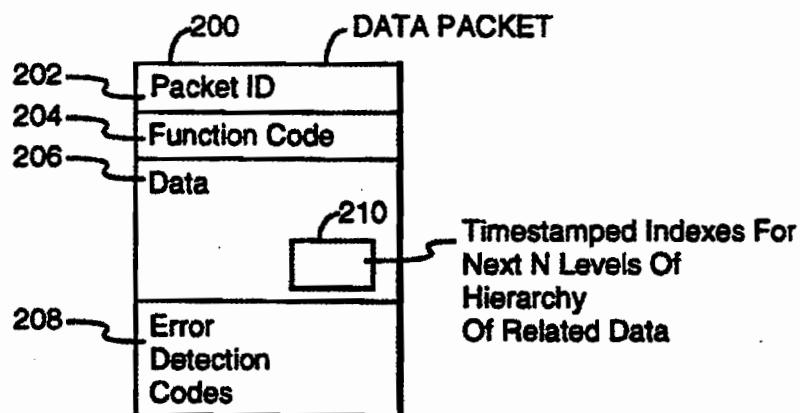 200 DATA PACKET
202 Packet ID
204 Function Code
206 Data
210
Timestamped Indexes For
Next N Levels Of
Hierarchy
Of Related Data
208 Error
Detection
Codes